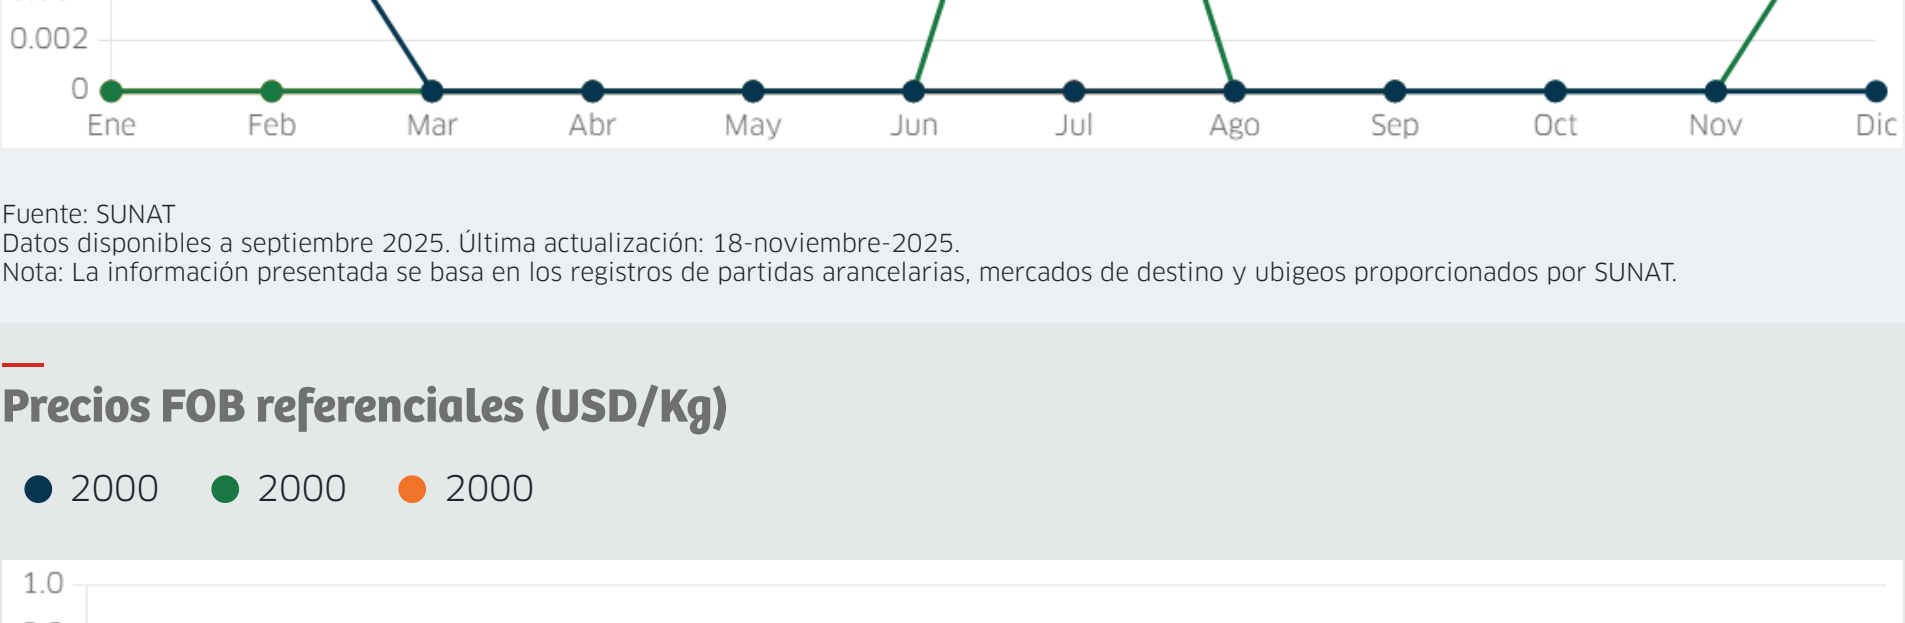 0.002
0
Ene Feb Mar Abr May Jun Jul Ago Sep Oct Nov Dic
Fuente: SUNAT
Datos disponibles a septiembre 2025. Última actualización: 18-noviembre-2025.
Nota: La información presentada se basa en los registros de partidas arancelarias, mercados de destino y ubigeos proporcionados por SUNAT.
Precios FOB referenciales (USD/Kg)
2000 2000 2000
1.0